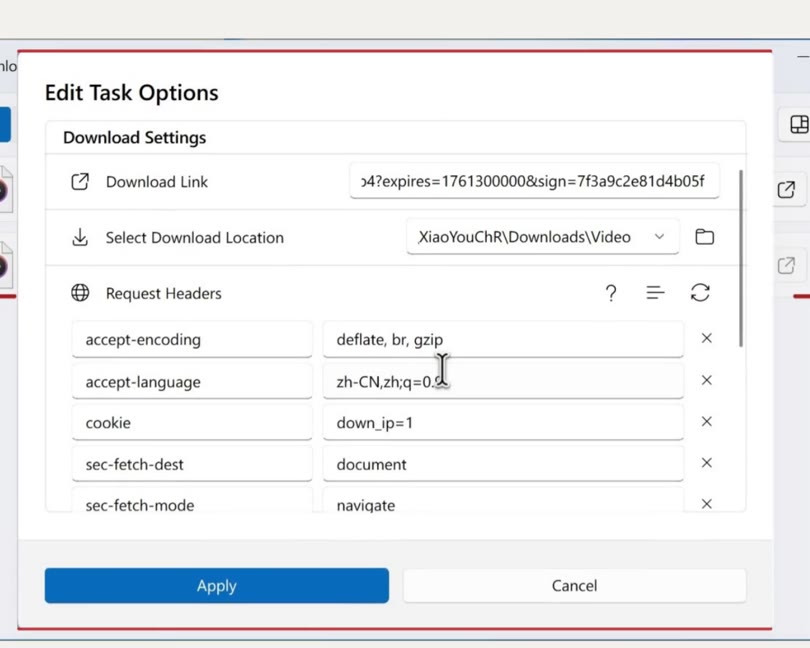 Edit Task Options
Download Settings
Download Link
p4?expires=1761300000&sign=7f3a9c2e81d4b05f
Select Download Location
XiaoYouChR\Downloads\Video
Request Headers
?
accept-encoding
deflate, br, gzip
accept-language
zh-CN,zh;q=0.
cookie
down_ip=1
sec-fetch-dest
document
sec-fetch-mode
navigate
Apply
Cancel